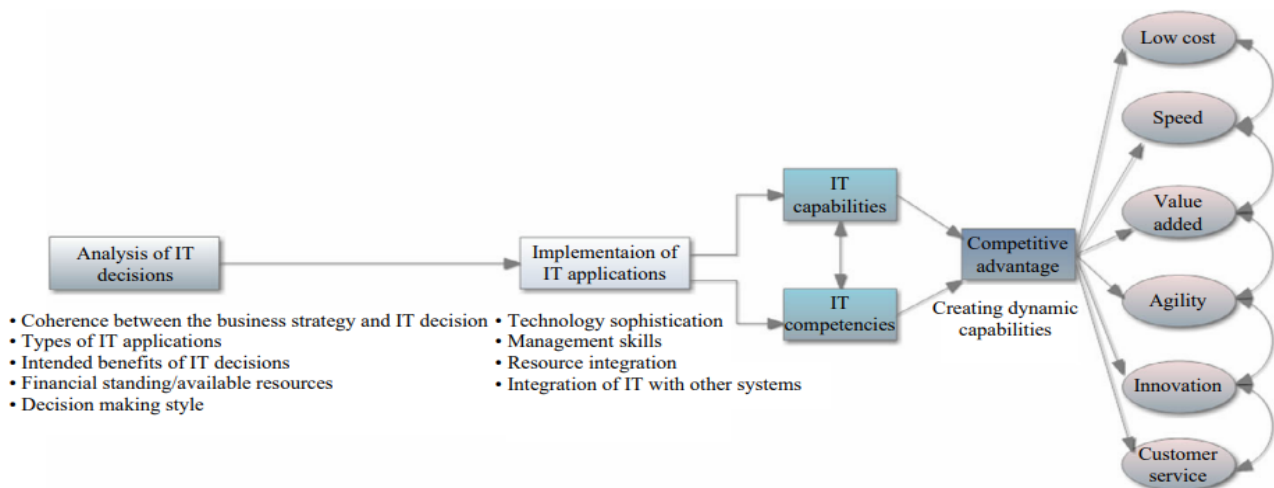 Analysis of IT
decisions
• Coherence between the business strategy and IT decision
• Types of IT applications
• Intended benefits of IT decisions
• Financial standing/available resources
• Decision making style
Implementaion of
IT applications
• Technology sophistication
• Management skills
• Resource integration
• Integration of IT with other systems
IT
capabilities
IT
competencies
Competitive
advantage
Creating dynamic
capabilities
Low cost
Speed
Value
added
Agility
Innovation
Customer
service